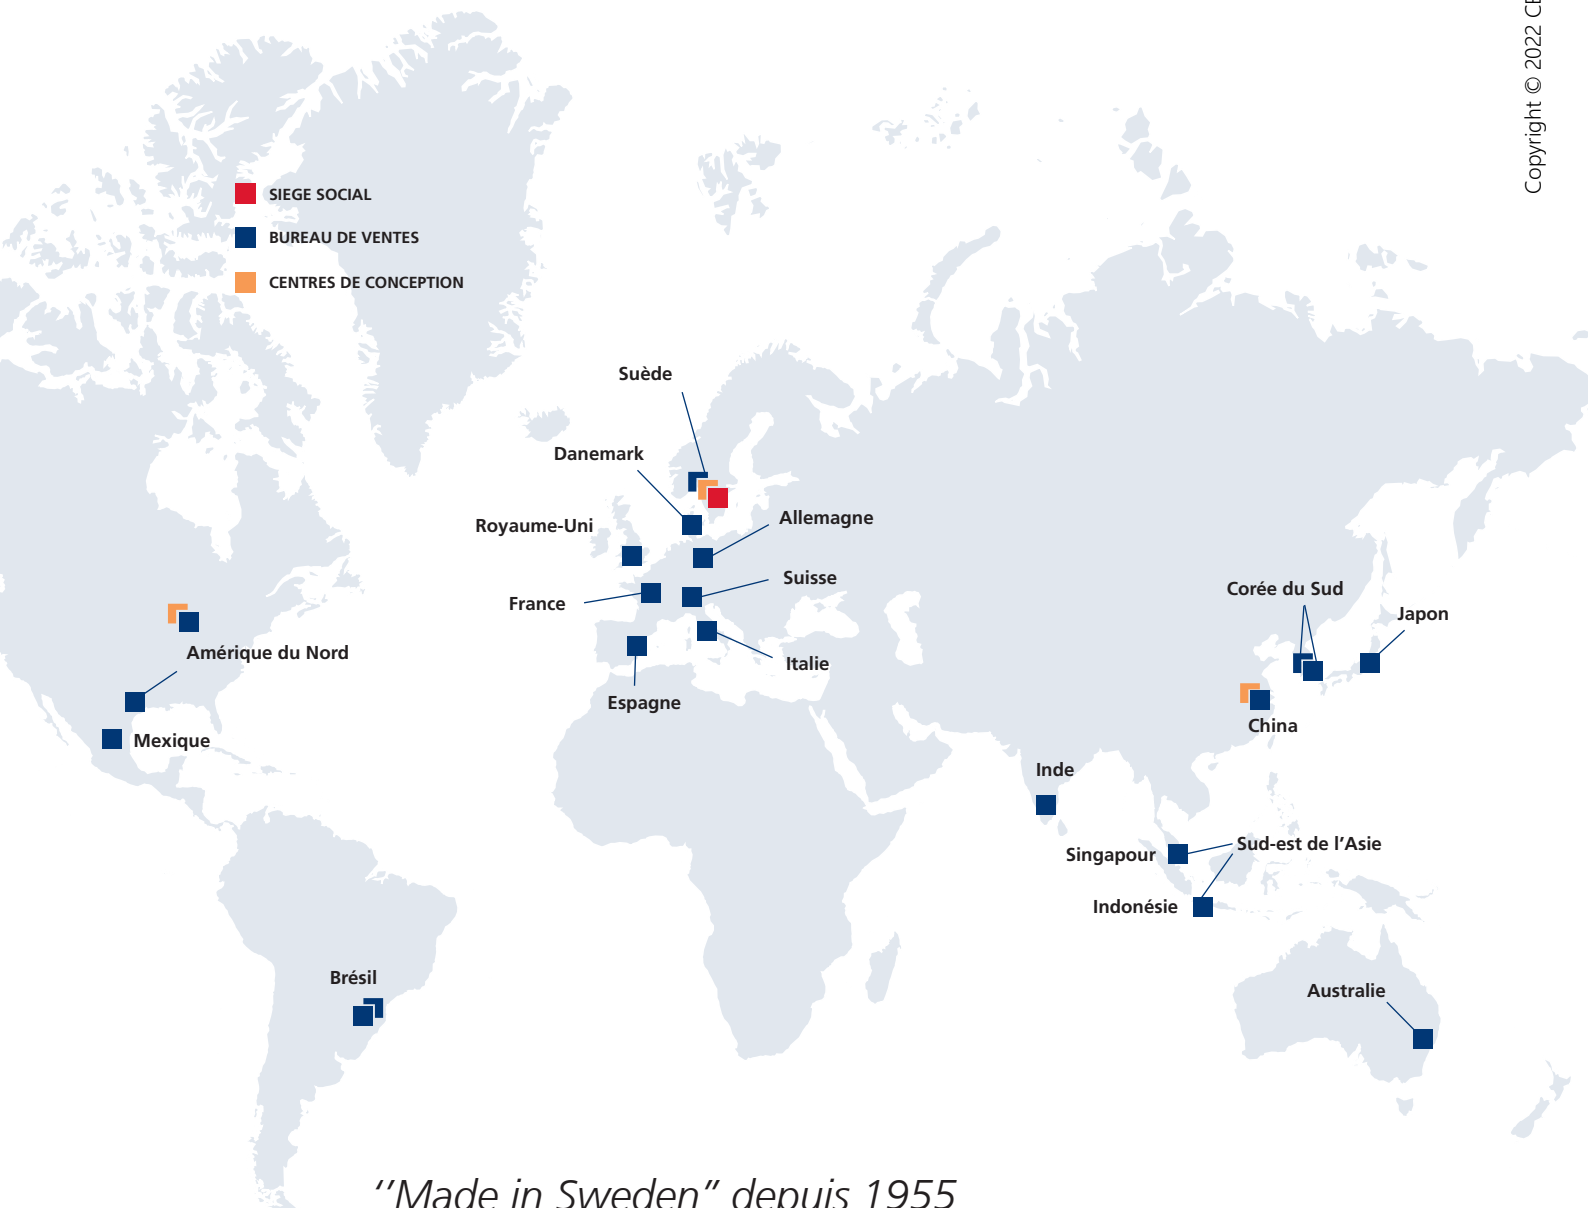 Copyright © 2022
SIEGE SOCIAL
BUREAU DE VENTES
CENTRES DE CONCEPTION
Suède
Danemark
Allemagne
Royaume-Uni
Suisse
France
Corée du Sud
Japon
Amérique du Nord
Italie
Espagne
China
Mexique
Inde
Sud-est de l’Asie
Singapour
Indonésie
Brésil
Australie
’’Made in Sweden” depuis 1955